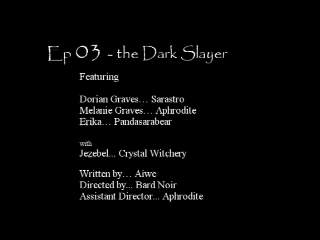 Ep 03 - the Dark Slayer
Featuring
Dorian Graves... Sarastro
Melanie Graves... Aphrodite
Erika... Pandasarabear
with
Jezebel... Crystal Witchery
Written by... Aiwe
Directed by... Bard Noir
Assistant Director... Aphrodite